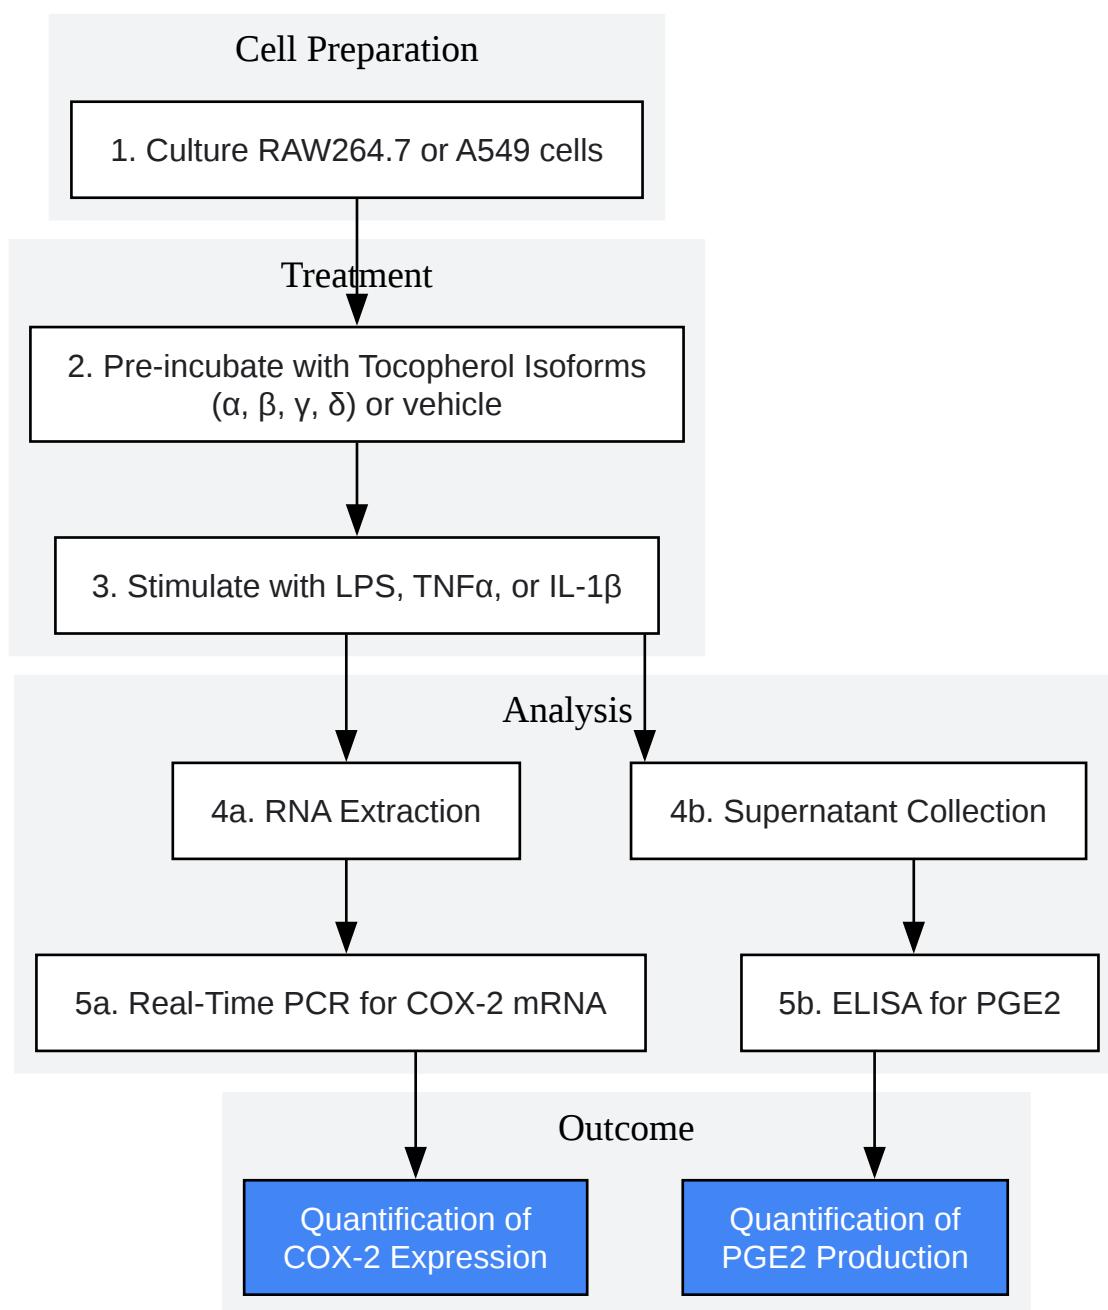 Cell Preparation
1. Culture RAW264.7 or A549 cells
Treatment
2. Pre-incubate with Tocopherol Isoforms
(α, β, γ, δ) or vehicle
3. Stimulate with LPS, TNFα, or IL-1β
Analysis
4a. RNA Extraction
4b. Supernatant Collection
5a. Real-Time PCR for COX-2 mRNA
5b. ELISA for PGE2
Outcome
Quantification of
COX-2 Expression
Quantification of
PGE2 Production